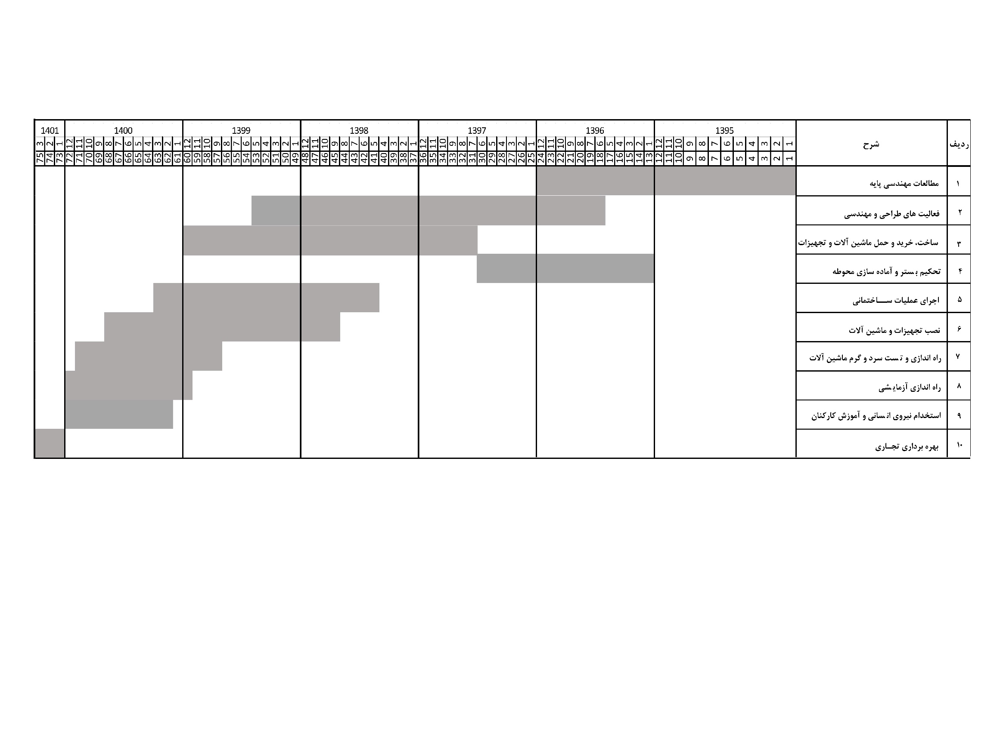 ردیف شرح 1395 1396 1397 1398 1399 1400 1401
1 2 3 4 5 6 7 8 9 10 11 12 1 2 3 4 5 6 7 8 9 10 11 12 1 2 3 4 5 6 7 8 9 10 11 12 1 2 3 4 5 6 7 8 9 10 11 12 1 2 3 4 5 6 7 8 9 10 11 12 1 2 3 4 5 6 7 8 9 10 11 12 1 2 3
1 2 3 4 5 6 7 8 9 10 11 12 13 14 15 16 17 18 19 20 21 22 23 24 25 26 27 28 29 30 31 32 33 34 35 36 37 38 39 40 41 42 43 44 45 46 47 48 49 50 51 52 53 54 55 56 57 58 59 60 61 62 63 64 65 66 67 68 69 70 71 72 73 74 75
۱ مطالعات مهندسی پایه
۲ فعالیت های طراحی و مهندسی
۳ ساخت، خرید و حمل ماشین آلات و تجهیزات
۴ تحکیم بستر و آماده سازی محوطه
۵ اجرای عملیات ســـاختمانی
۶ نصب تجهیزات و ماشین آلات
۷ راه اندازی و تست سرد و گرم ماشین آلات
۸ راه اندازی آزمایشی
۹ استخدام نیروی انسانی و آموزش کارکنان
۱۰ بهره برداری تجـاری